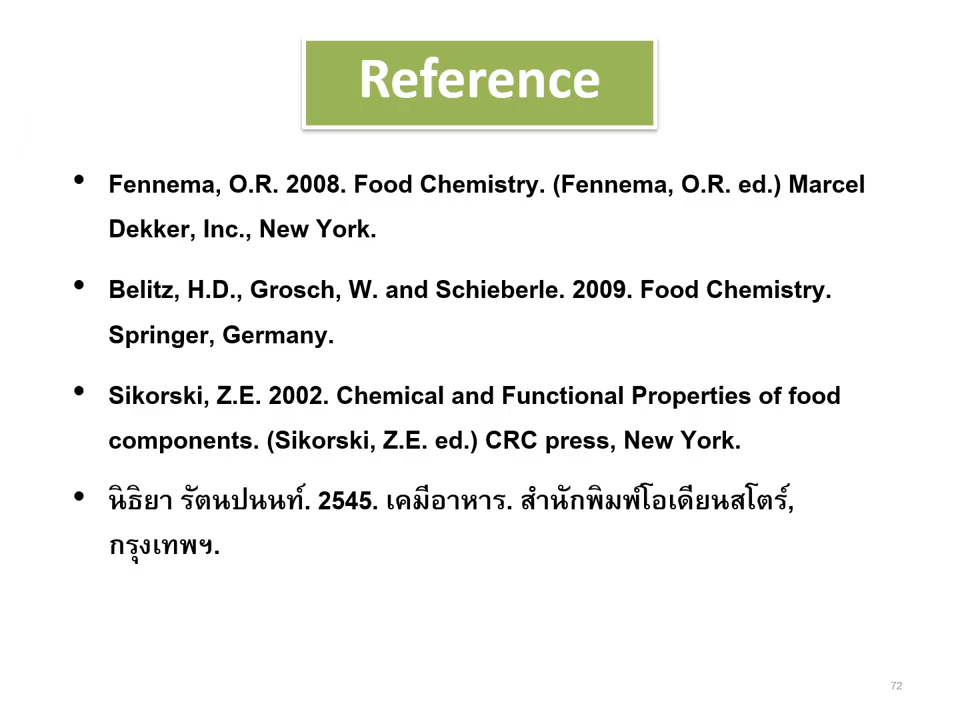 Reference
• Fennema, O.R. 2008. Food Chemistry. (Fennema, O.R. ed.) Marcel
Dekker, Inc., New York.
• Belitz, H.D., Grosch, W. and Schieberle. 2009. Food Chemistry.
Springer, Germany.
• Sikorski, Z.E. 2002. Chemical and Functional Properties of food
components. (Sikorski, Z.E. ed.) CRC press, New York.
• นิธิยา รัตนปนนท์. 2545. เคมีอาหาร. สำนักพิมพ์โอเดียนสโตร์,
กรุงเทพฯ.
72